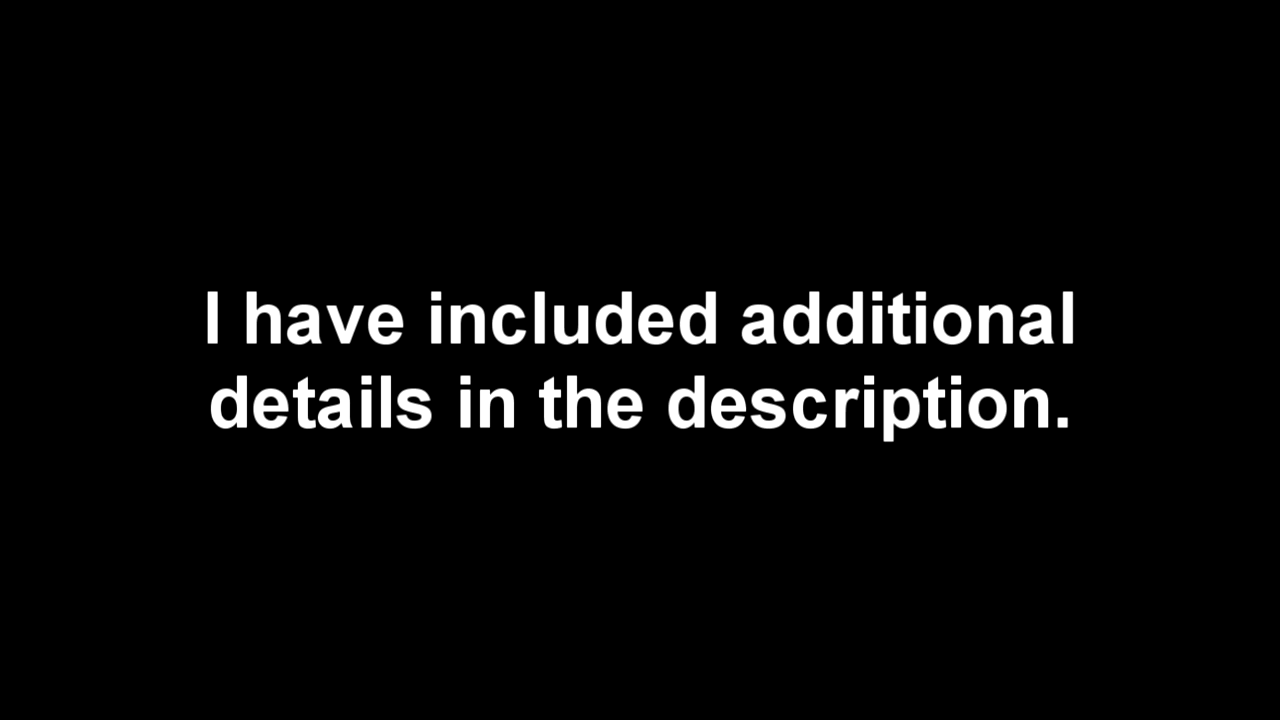 I have included additional
details in the description.